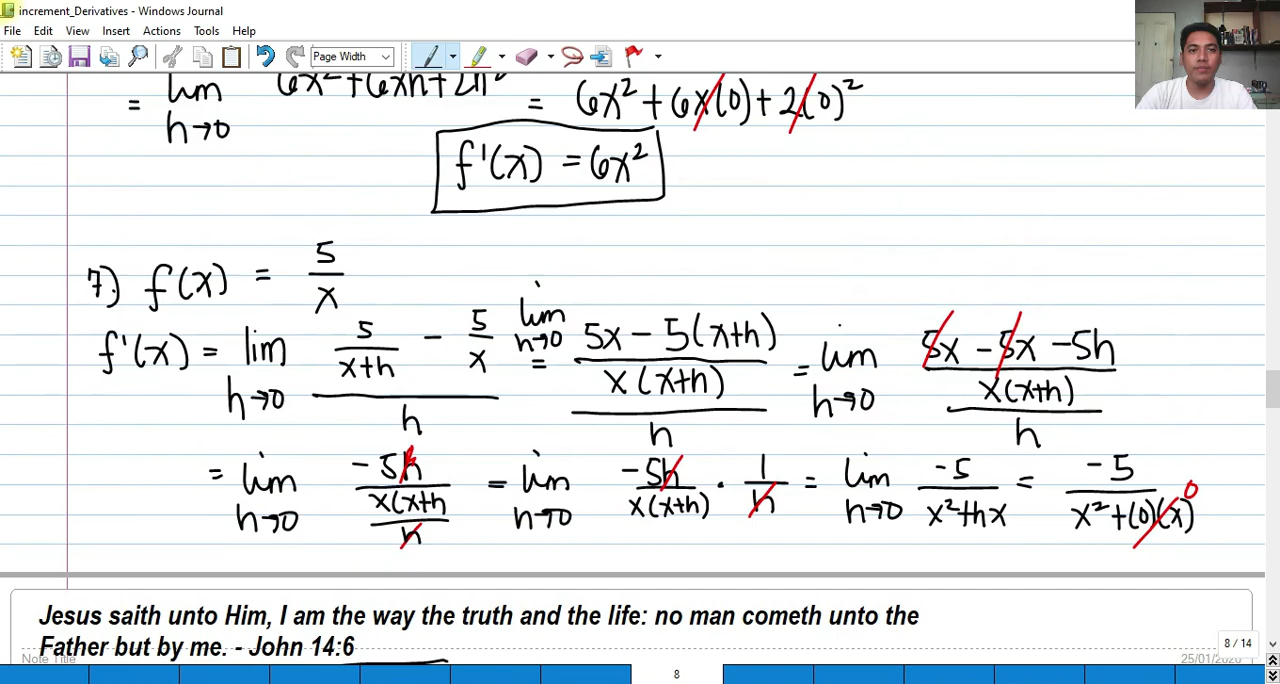 increment_Derivatives - Windows Journal
File Edit View Insert Actions Tools Help
Page Width
= lim h→0 6x² + 6xh + 2h² = 6x² + 6x(0) + 2(0)²
f'(x) = 6x²
7) f(x) = 5/x
f'(x) = lim h→0 (5/(x+h) - 5/x)/h = lim h→0 ((5x - 5(x+h))/(x(x+h)))/h = lim h→0 ((5x - 5x - 5h)/(x(x+h)))/h
= lim h→0 (-5h/(x(x+h))/h = lim h→0 -5h/(x(x+h)) · 1/h = lim h→0 -5/(x²+hx) = -5/(x²+(0)(x)) 0
Jesus saith unto Him, I am the way the truth and the life: no man cometh unto the
Father but by me. - John 14:6
8 / 14
Note Title 25/01/2020
8